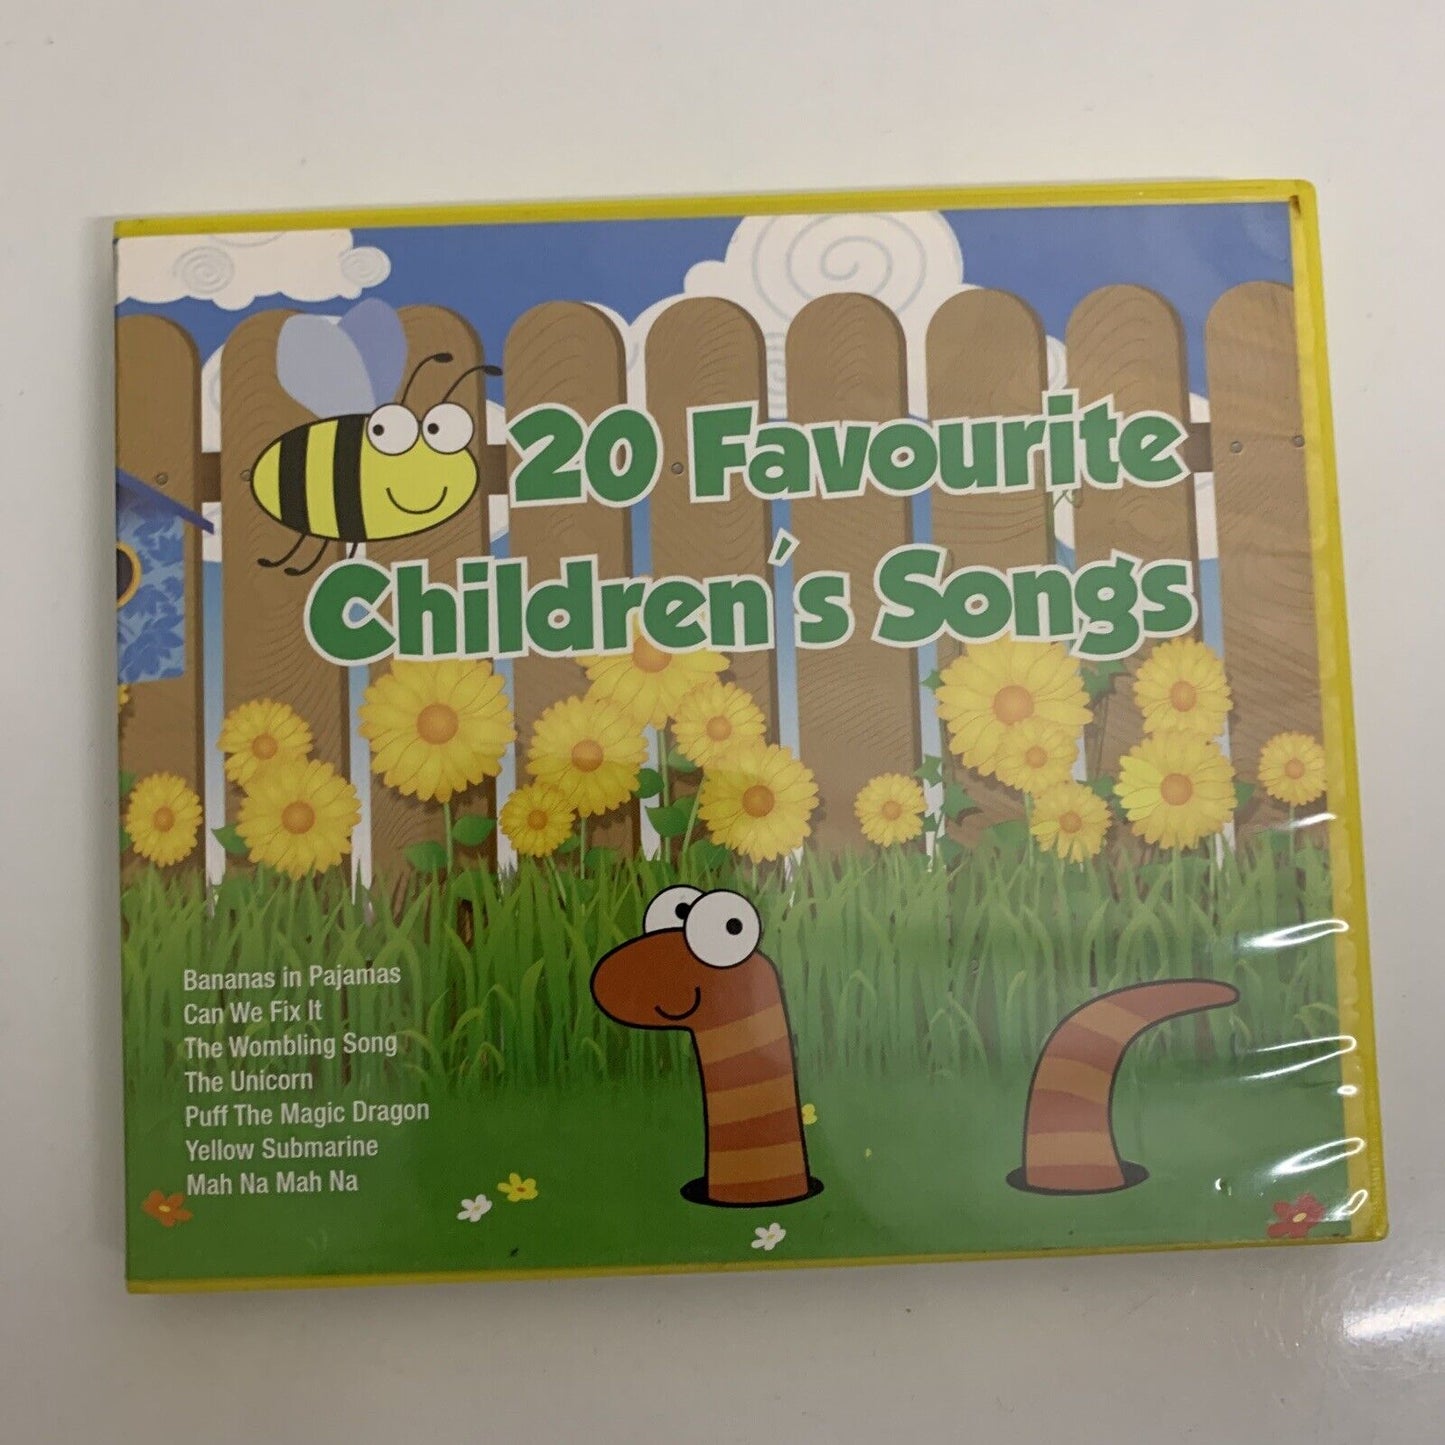 20 Favourite
Children's Songs
Bananas in Pajamas
Can We Fix It
The Wombling Song
The Unicorn
Puff The Magic Dragon
Yellow Submarine
Mah Na Mah Na